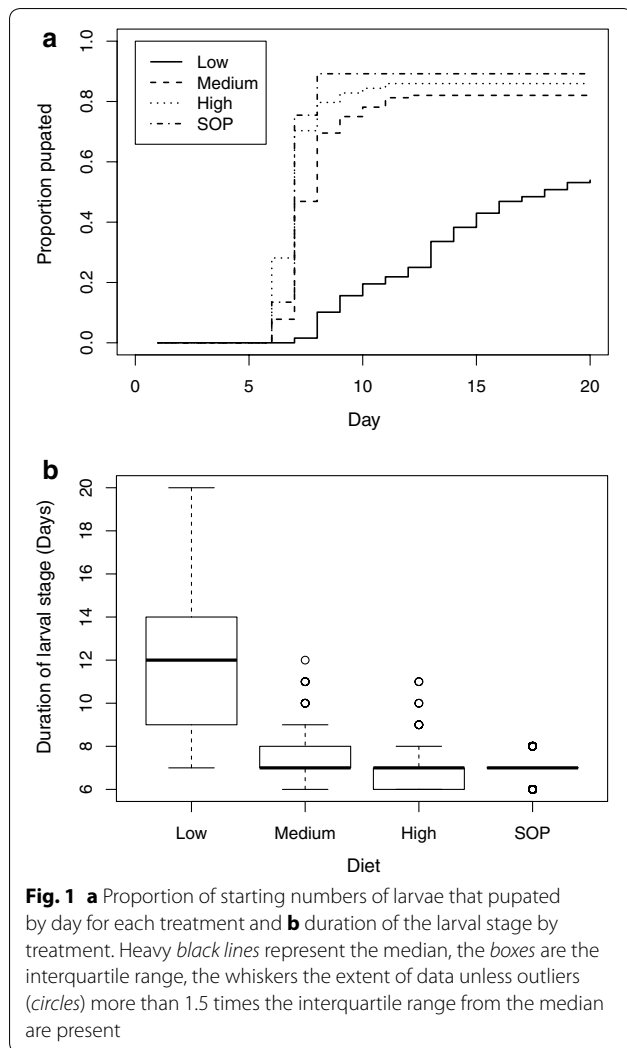 a
1.0
0.8
0.6
0.4
0.2
0.0
Proportion pupated
Low
Medium
High
SOP
0 5 10 15 20
Day
b
20
18
16
14
12
10
8
6
Duration of larval stage (Days)
Low Medium High SOP
Diet
Fig. 1 a Proportion of starting numbers of larvae that pupated
by day for each treatment and b duration of the larval stage by
treatment. Heavy black lines represent the median, the boxes are the
interquartile range, the whiskers the extent of data unless outliers
(circles) more than 1.5 times the interquartile range from the median
are present